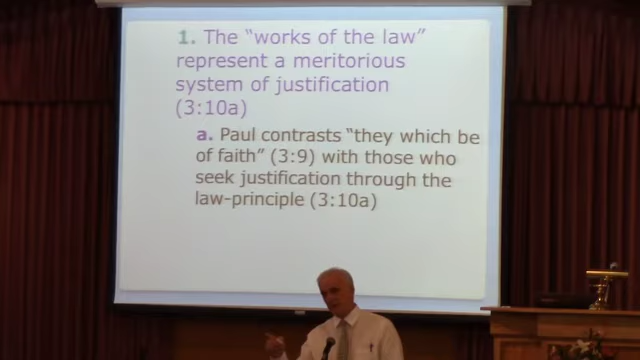 1. The “works of the law”
represent a meritorious
system of justification
(3:10a)
a. Paul contrasts “they which be
of faith” (3:9) with those who
seek justification through the
law-principle (3:10a)